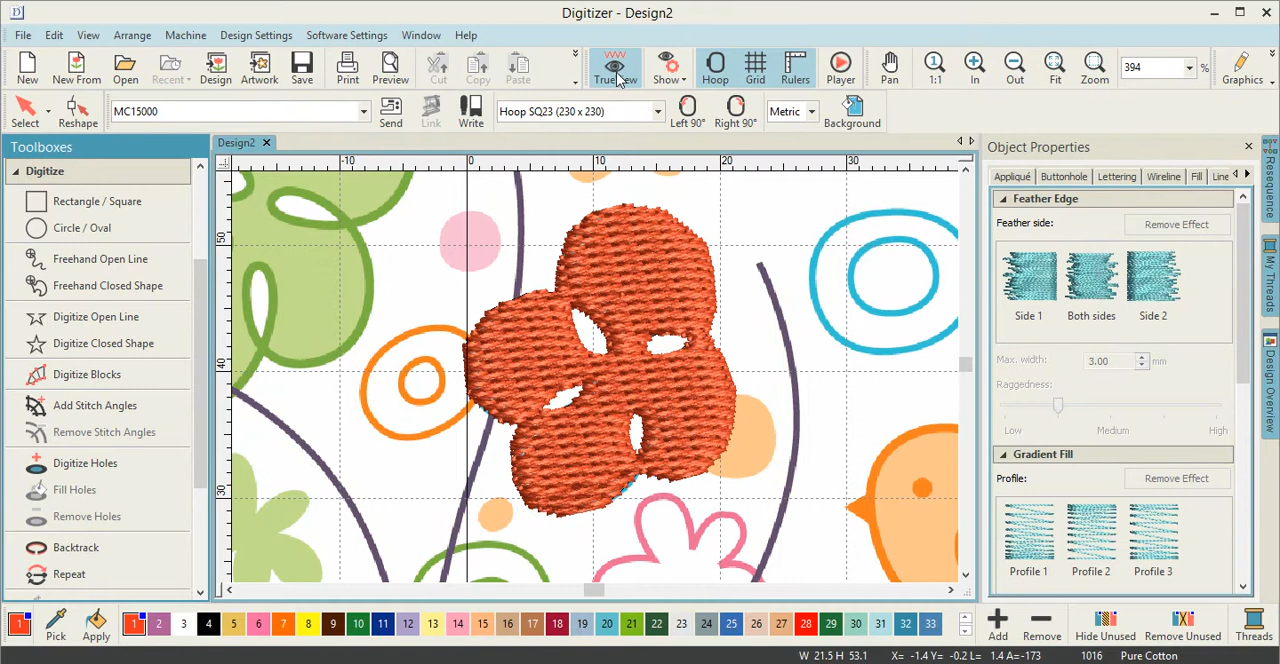 Digitizer - Design2
File Edit View Arrange Machine Design Settings Software Settings Window Help
New New From Open Recent Design Artwork Save Print Preview Cut Copy Paste TrueView Show Hoop Grid Rulers Player Pan 1:1 In Out Fit Zoom 394 % Graphics
Select Reshape MC15000 Send Link Write Hoop SQ23 (230 x 230) Left 90° Right 90° Metric Background
Toolboxes
Digitize
Rectangle / Square
Circle / Oval
Freehand Open Line
Freehand Closed Shape
Digitize Open Line
Digitize Closed Shape
Digitize Blocks
Add Stitch Angles
Remove Stitch Angles
Digitize Holes
Fill Holes
Remove Holes
Backtrack
Repeat
Design2
-10 0 10 20 30
50
40
30
Object Properties
Appliqué Buttonhole Lettering Wireline Fill Line
Feather Edge
Feather side: Remove Effect
Side 1 Both sides Side 2
Max. width: 3.00 mm
Raggedness:
Low Medium High
Gradient Fill
Profile: Remove Effect
Profile 1 Profile 2 Profile 3
Resequence
My Threads
Design Overview
1 Pick Apply 1 2 3 4 5 6 7 8 9 10 11 12 13 14 15 16 17 18 19 20 21 22 23 24 25 26 27 28 29 30 31 32 33 Add Remove Hide Unused Remove Unused Threads
W 21.5 H 53.1 X= -1.4 Y= -0.2 L= 1.4 A=-173 1016 Pure Cotton